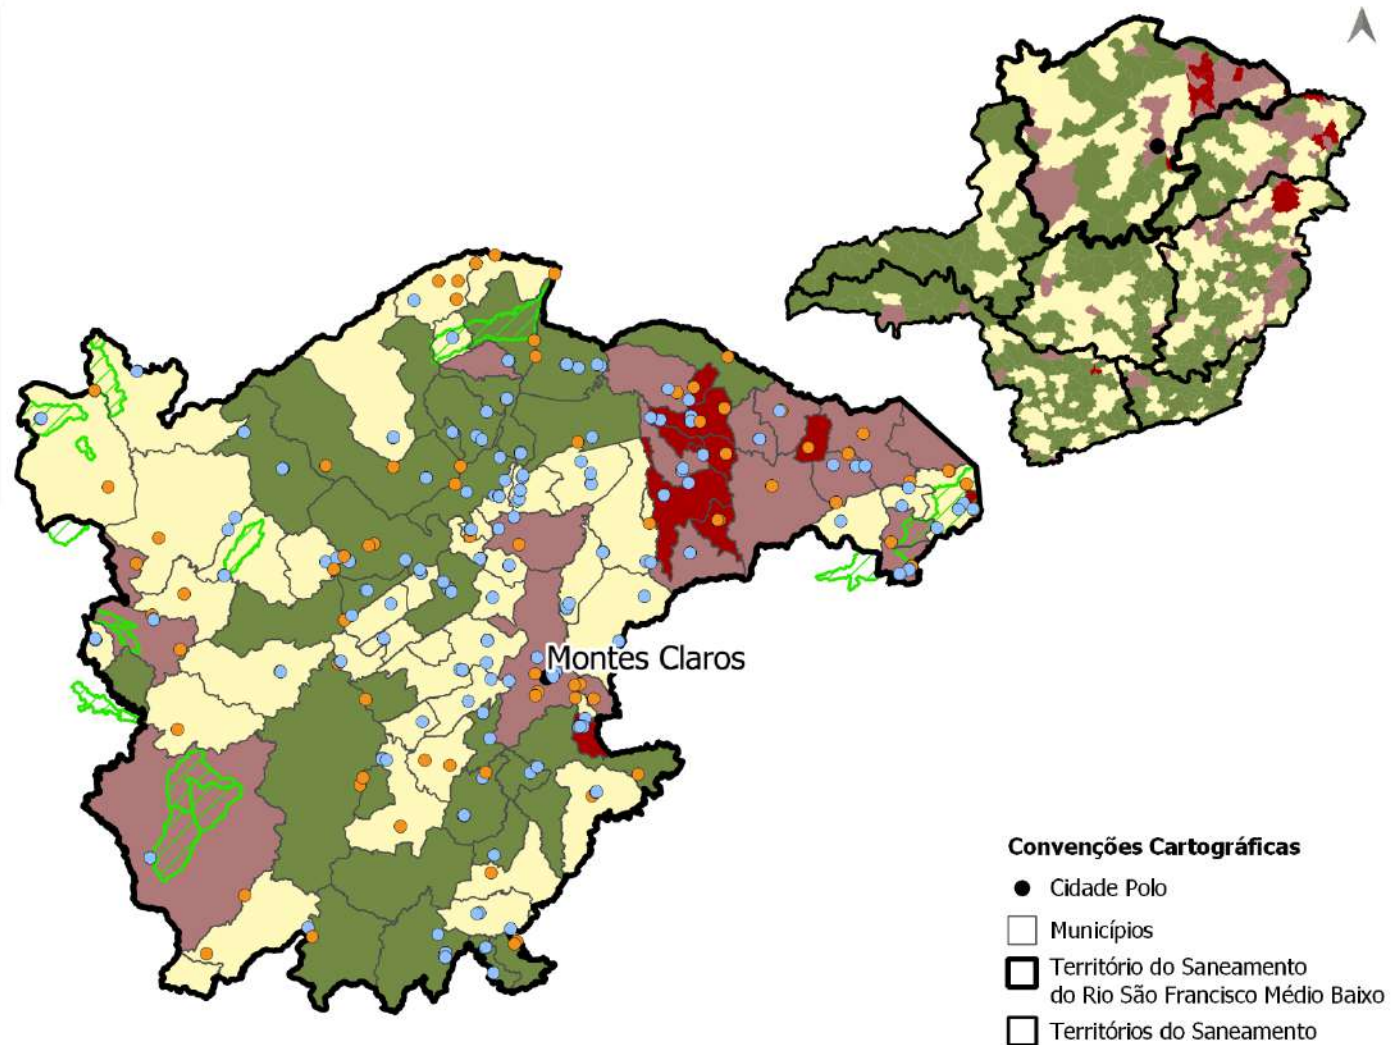 Montes Claros
Convenções Cartográficas
Cidade Polo
Municípios
Território do Saneamento
do Rio São Francisco Médio Baixo
Territórios do Saneamento